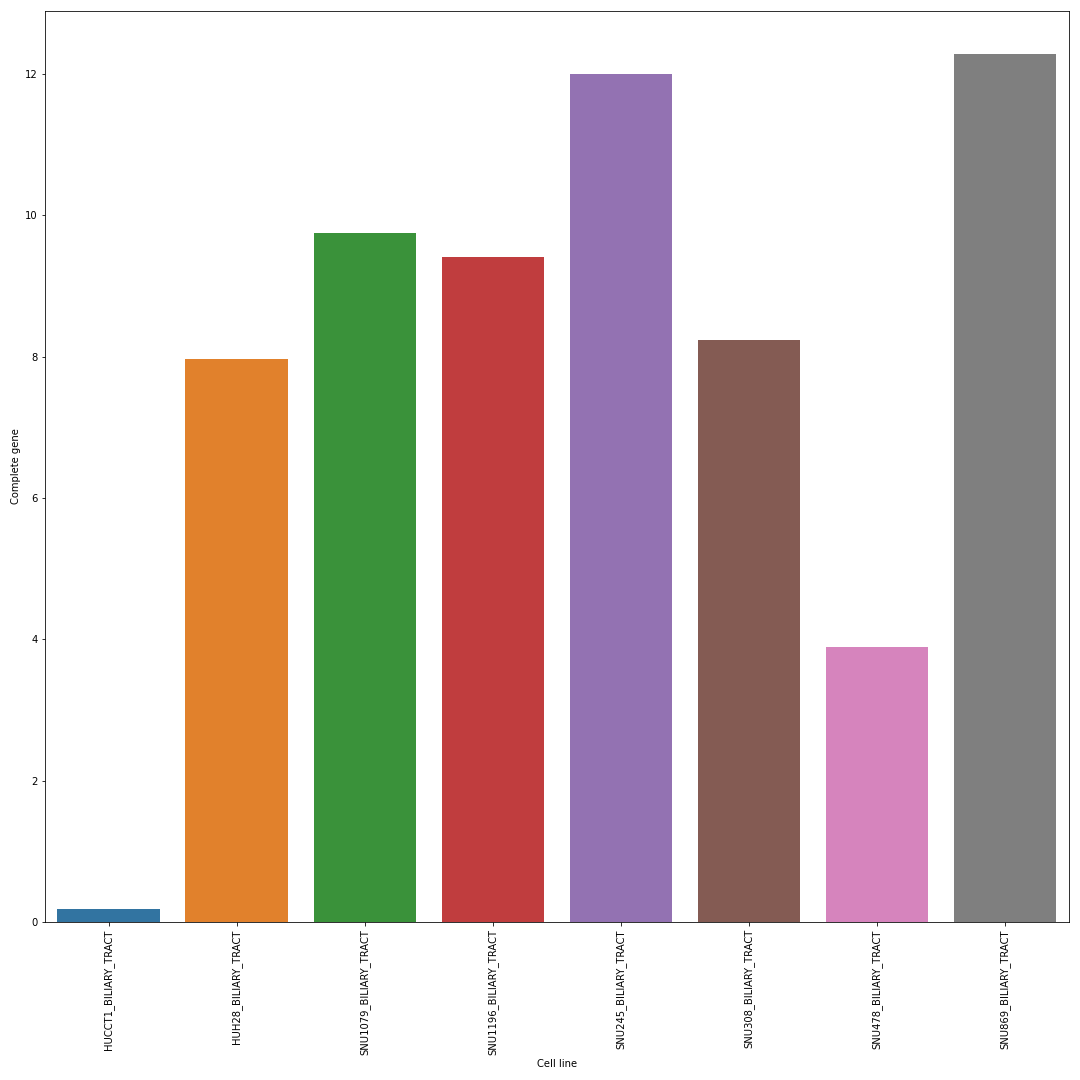 Complete gene
12
10
8
6
4
2
0
HUCCT1_BILIARY_TRACT
HUH28_BILIARY_TRACT
SNU1079_BILIARY_TRACT
SNU1196_BILIARY_TRACT
SNU245_BILIARY_TRACT
SNU308_BILIARY_TRACT
SNU478_BILIARY_TRACT
SNU869_BILIARY_TRACT
Cell line